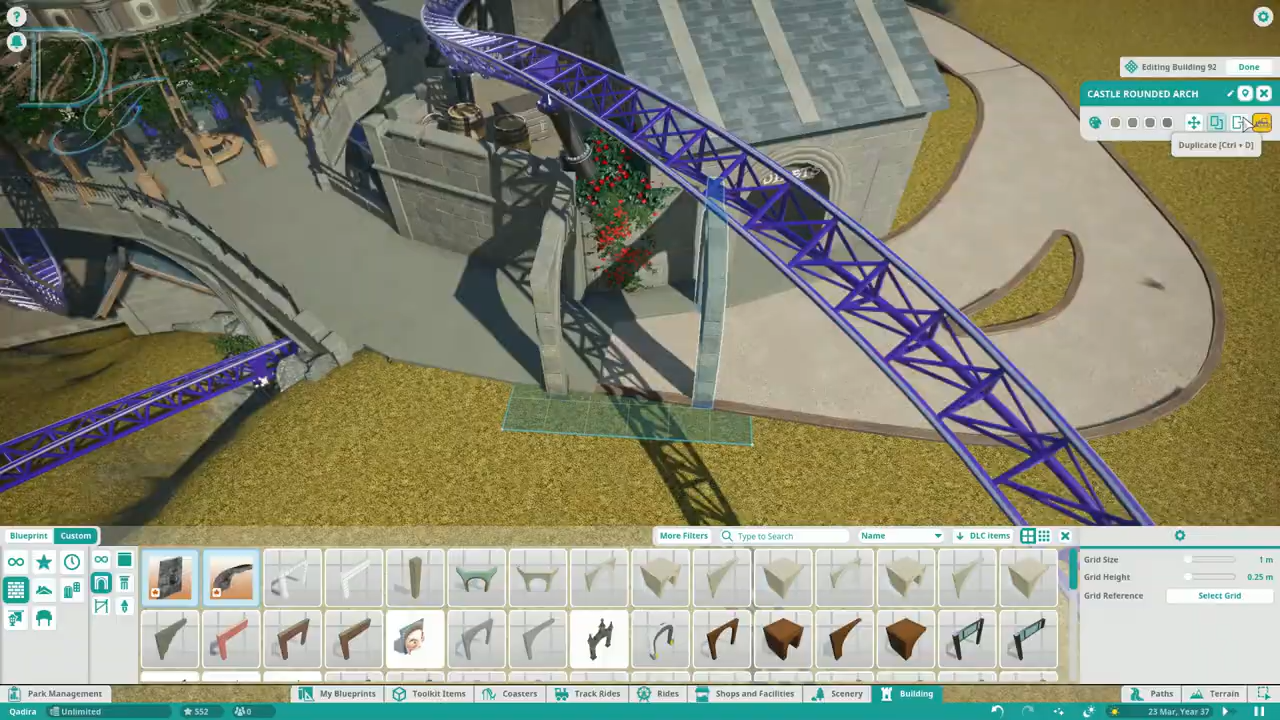 ?
Editing Building 92 Done
CASTLE ROUNDED ARCH
Duplicate [Ctrl + D]
Blueprint Custom More Filters Type to Search Name DLC items
Grid Size 1 m
Grid Height 0.25 m
Grid Reference Select Grid
Park Management My Blueprints Toolkit Items Coasters Track Rides Rides Shops and Facilities Scenery Building Paths Terrain
Qadira Unlimited 552 0 23 Mar, Year 37